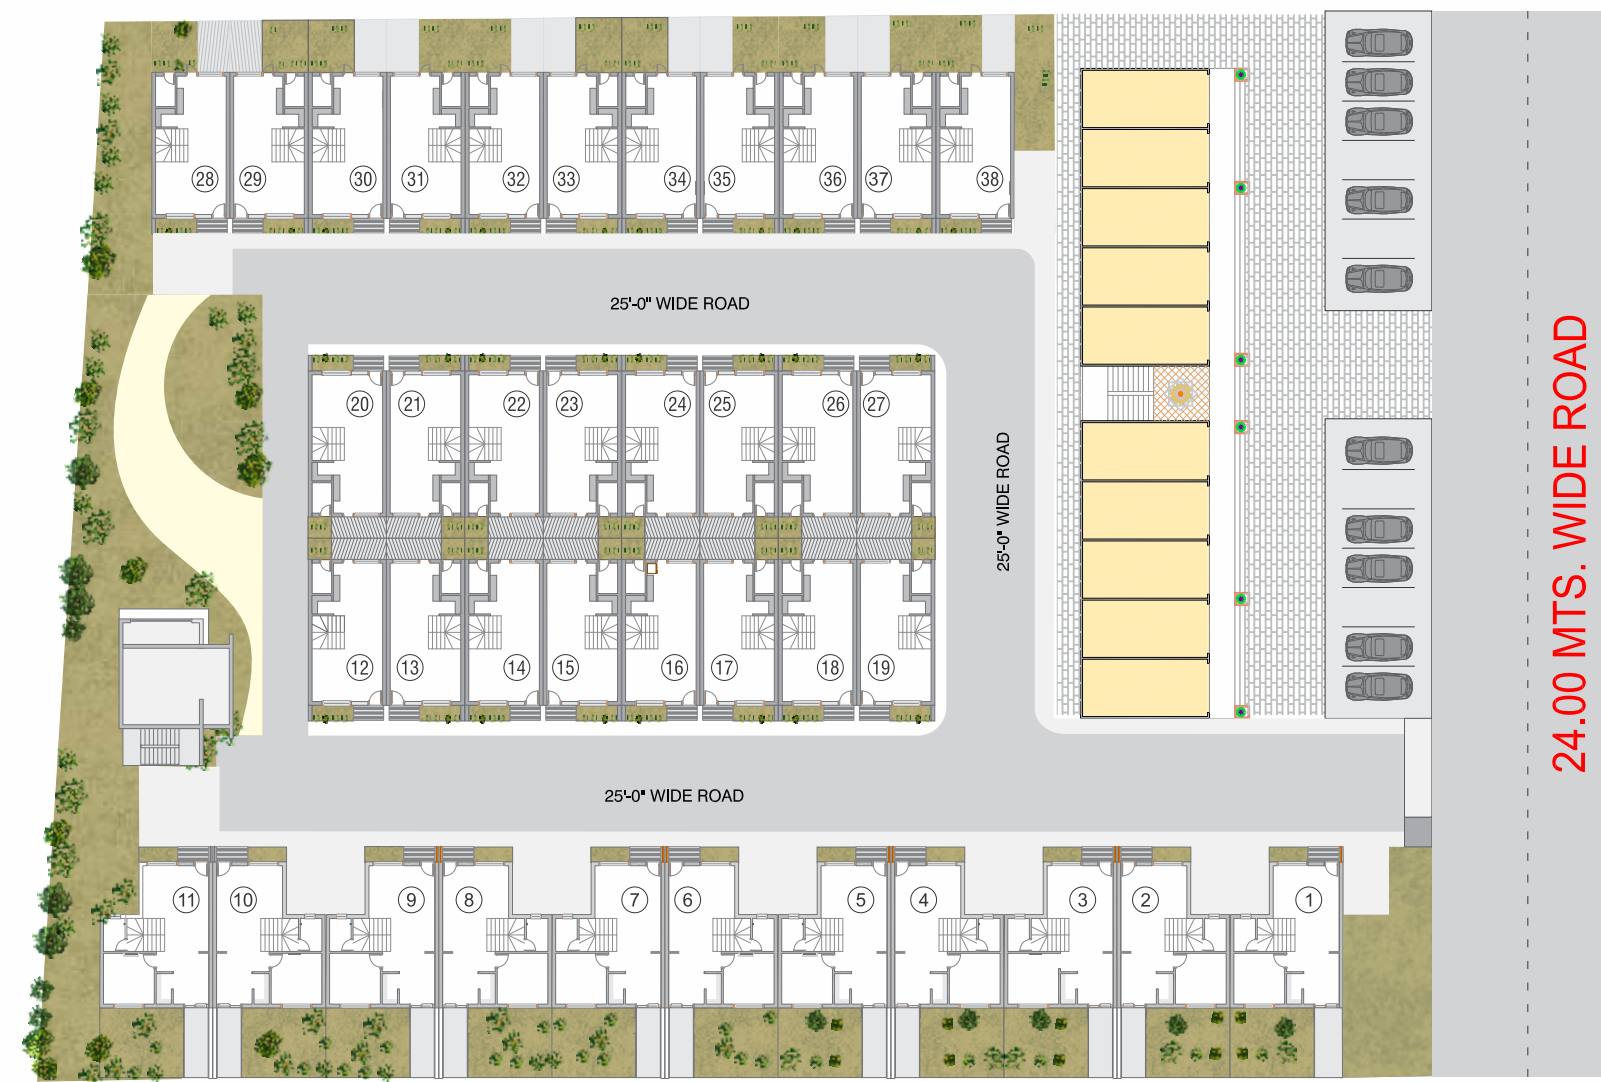 28 29 30 31 32 33 34 35 36 37 38
25'-0" WIDE ROAD
20 21 22 23 24 25 26 27
25'-0" WIDE ROAD
24.00 MTS. WIDE ROAD
12 13 14 15 16 17 18 19
25'-0" WIDE ROAD
11 10 9 8 7 6 5 4 3 2 1